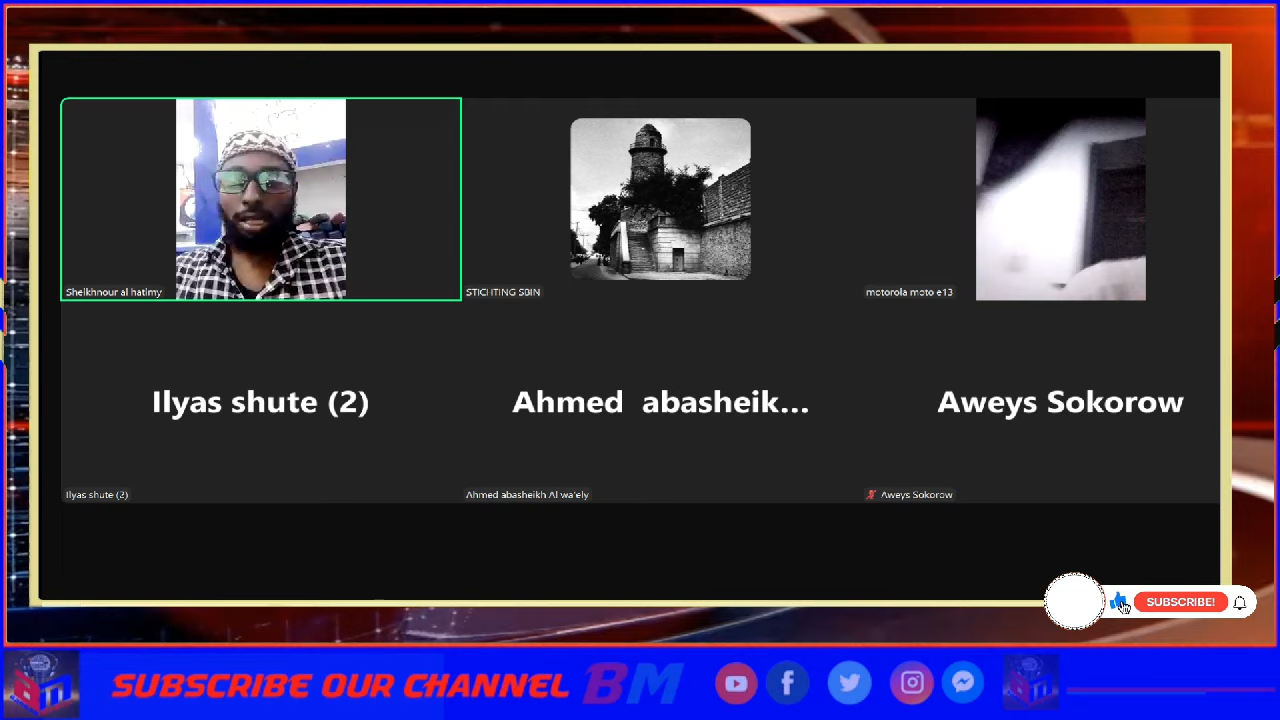 Sheikhnour al hatimy
STICHTING SBIN
motorola moto e13
Ilyas shute (2)
Ahmed abasheik...
Aweys Sokorow
Ilyas shute (2)
Ahmed abasheikh Al wa'ely
Aweys Sokorow
SUBSCRIBE!
SUBSCRIBE OUR CHANNEL
BM